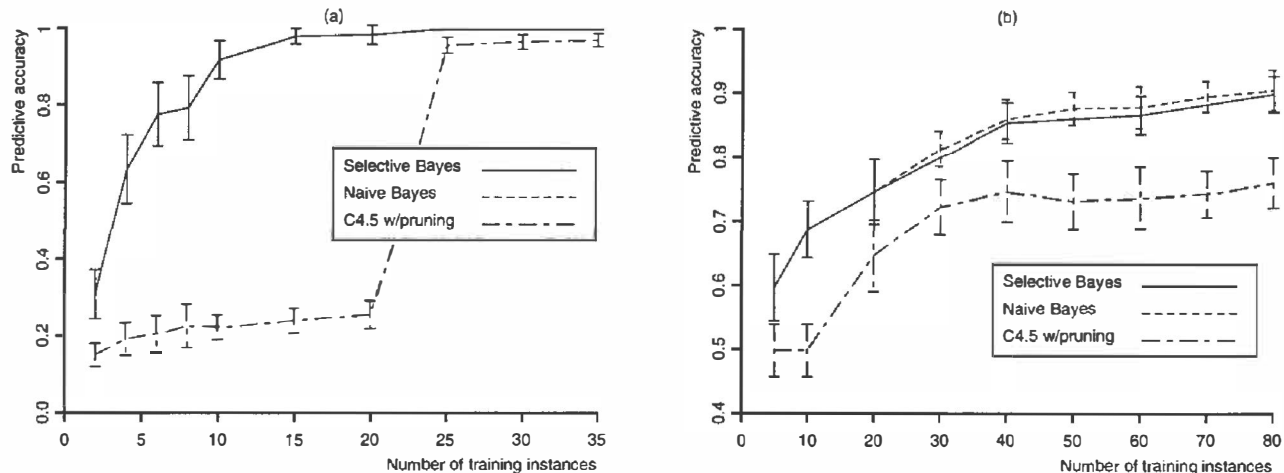 (a)
Predictive accuracy
1
0.8
0.6
0.4
0.2
0.0
Selective Bayes
Naive Bayes
C4.5 w/pruning
0 5 10 15 20 25 30 35
Number of training instances
(b)
Predictive accuracy
1
0.9
0.8
0.7
0.6
0.5
0.4
Selective Bayes
Naive Bayes
C4.5 w/pruning
0 10 20 30 40 50 60 70 80
Number of training instances